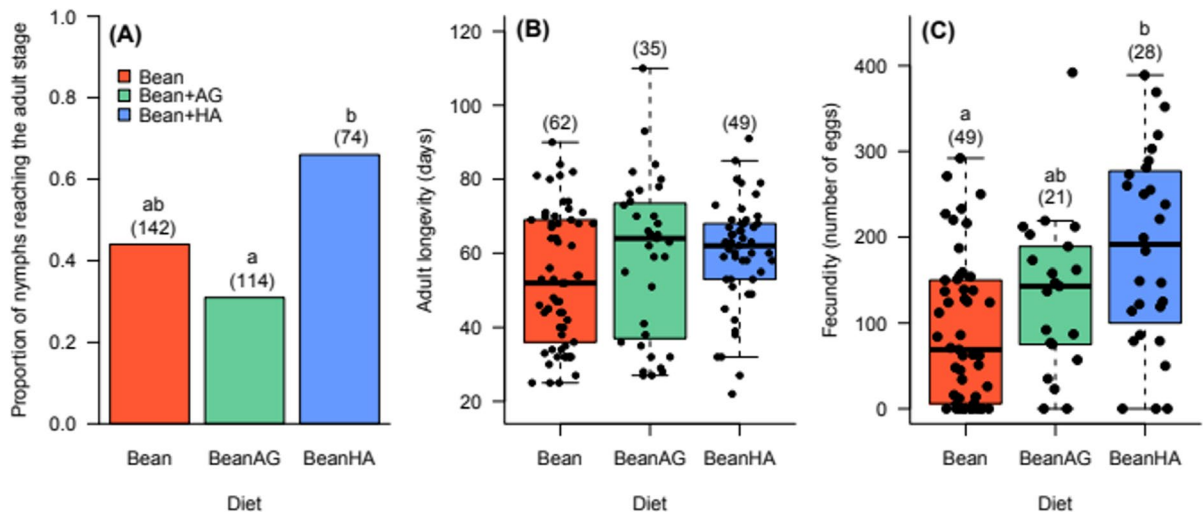 (A)
Proportion of nymphs reaching the adult stage
1.0
0.8
0.6
0.4
0.2
0.0
Bean
Bean+AG
Bean+HA
ab
(142)
a
(114)
b
(74)
Bean
BeanAG
BeanHA
Diet
(B)
Adult longevity (days)
120
100
80
60
40
20
(62)
(35)
(49)
Bean
BeanAG
BeanHA
Diet
(C)
Fecundity (number of eggs)
400
300
200
100
0
a
(49)
ab
(21)
b
(28)
Bean
BeanAG
BeanHA
Diet